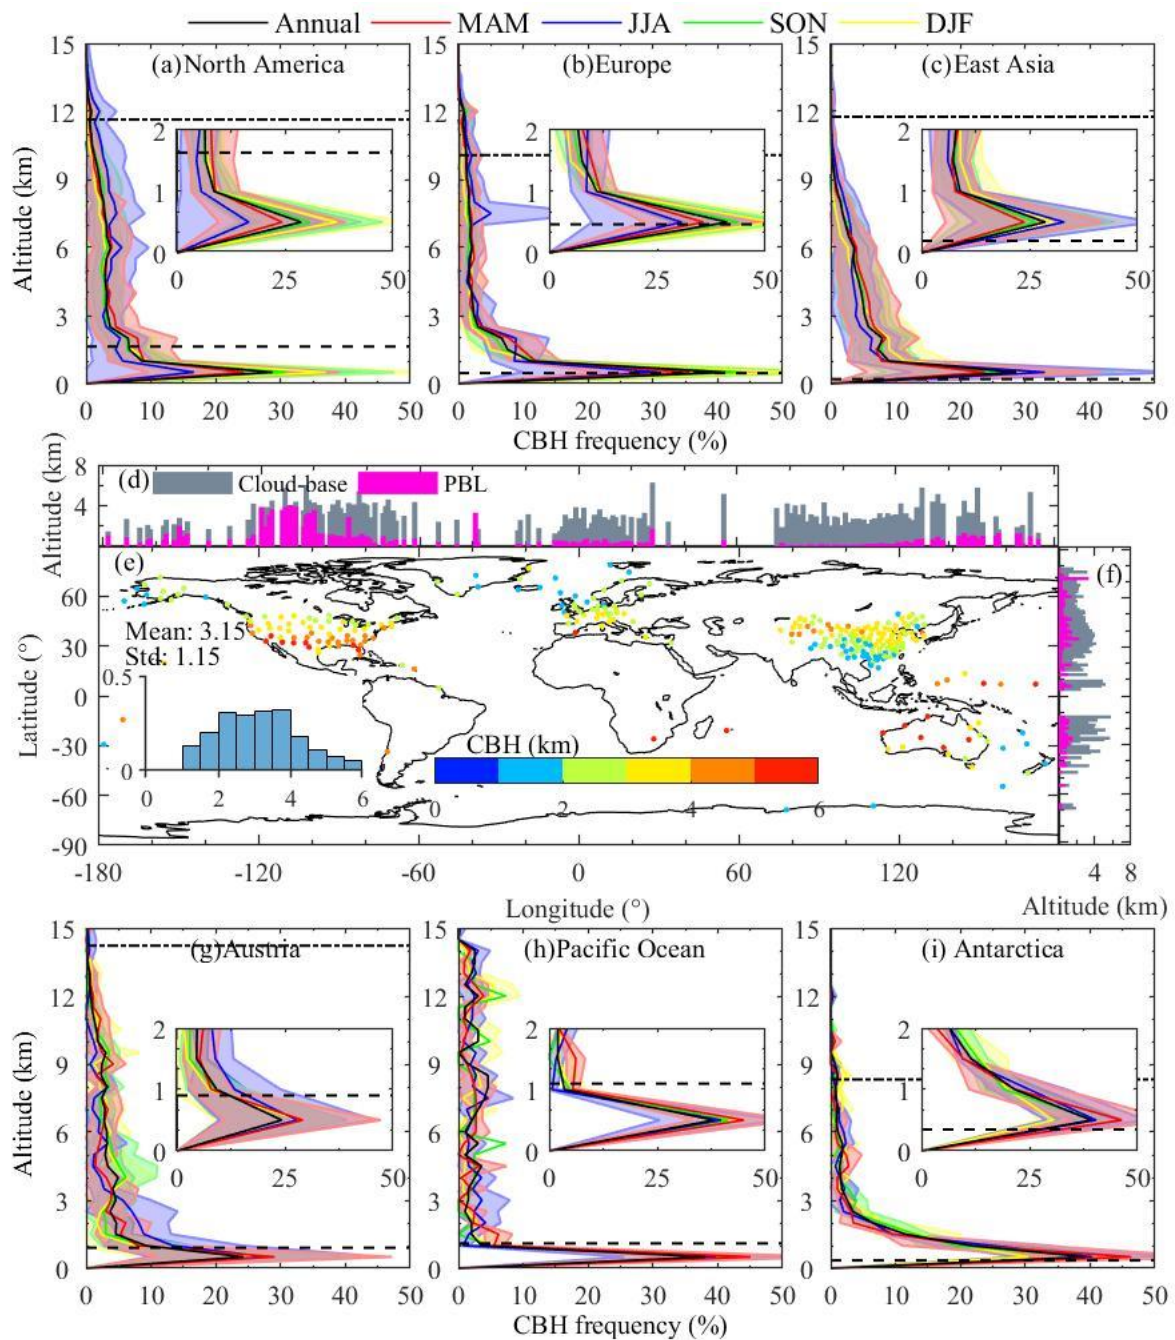 Annual MAM JJA SON DJF
15 15 15
(a)North America (b)Europe (c)East Asia
12 12 12
2 2 2
9 9 9
1 1 1
6 6 6
0 0 0
0 25 50 0 25 50 0 25 50
3 3 3
0 0 0
0 10 20 30 40 50 0 10 20 30 40 50 0 10 20 30 40 50
Altitude (km)
CBH frequency (%)
Altitude (km)
8
4
(d) Cloud-base PBL
(e) (f)
60
30
0
-30
-60
-90
Latitude (°)
Mean: 3.15
Std: 1.15
0.5
0
0 2 4 6
CBH (km)
0 2 4 6
-180 -120 -60 0 60 120 4 8
Longitude (°) Altitude (km)
15 15 15
(g)Austria (h)Pacific Ocean (i) Antarctica
12 12 12
2 2 2
9 9 9
1 1 1
6 6 6
0 0 0
0 25 50 0 25 50 0 25 50
3 3 3
0 0 0
0 10 20 30 40 50 0 10 20 30 40 50 0 10 20 30 40 50
Altitude (km)
CBH frequency (%)